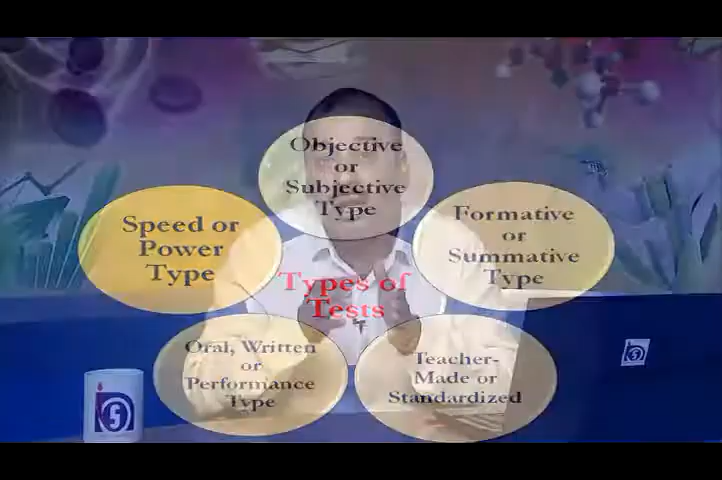 Objective
or
Subjective
Type
Speed or
Power
Type
Formative
or
Summative
Type
Types of
Tests
Oral, Written
or
Performance
Type
Teacher-
Made or
Standardized